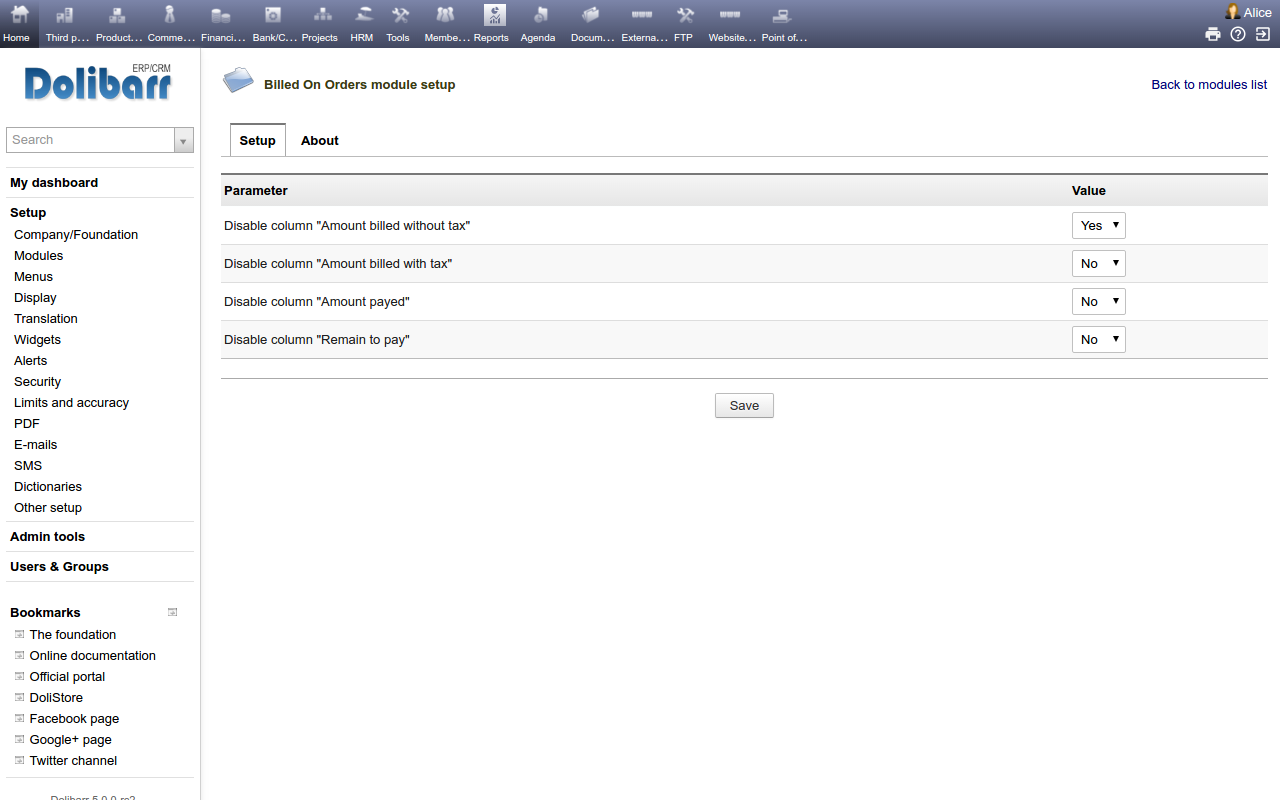 Home Third p… Product… Comme… Financi… Bank/C… Projects HRM Tools Membe… Reports Agenda Docum… Externa… FTP Website… Point of… Alice
ERP/CRM
Dolibarr
Search
My dashboard
Setup
Company/Foundation
Modules
Menus
Display
Translation
Widgets
Alerts
Security
Limits and accuracy
PDF
E-mails
SMS
Dictionaries
Other setup
Admin tools
Users & Groups
Bookmarks
The foundation
Online documentation
Official portal
DoliStore
Facebook page
Google+ page
Twitter channel
Dolibarr 5.0.0-rc2
Billed On Orders module setup Back to modules list
Setup About
Parameter Value
Disable column "Amount billed without tax" Yes
Disable column "Amount billed with tax" No
Disable column "Amount payed" No
Disable column "Remain to pay" No
Save